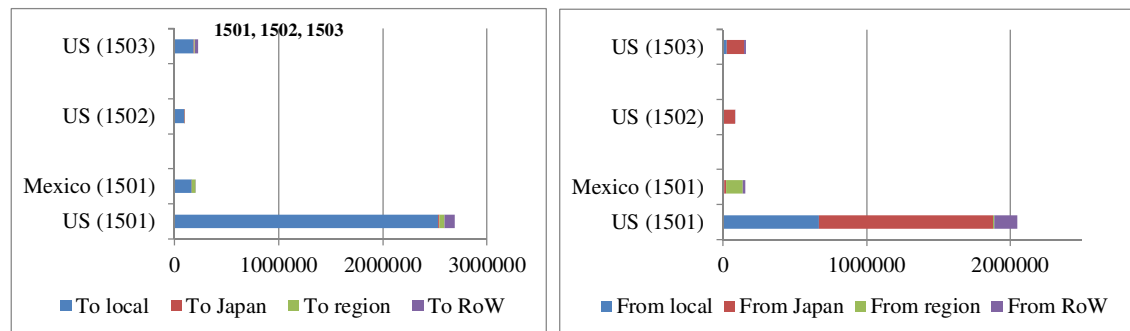 1501, 1502, 1503
US (1503)
US (1502)
Mexico (1501)
US (1501)
0 1000000 2000000 3000000
To local To Japan To region To RoW
US (1503)
US (1502)
Mexico (1501)
US (1501)
0 1000000 2000000
From local From Japan From region From RoW